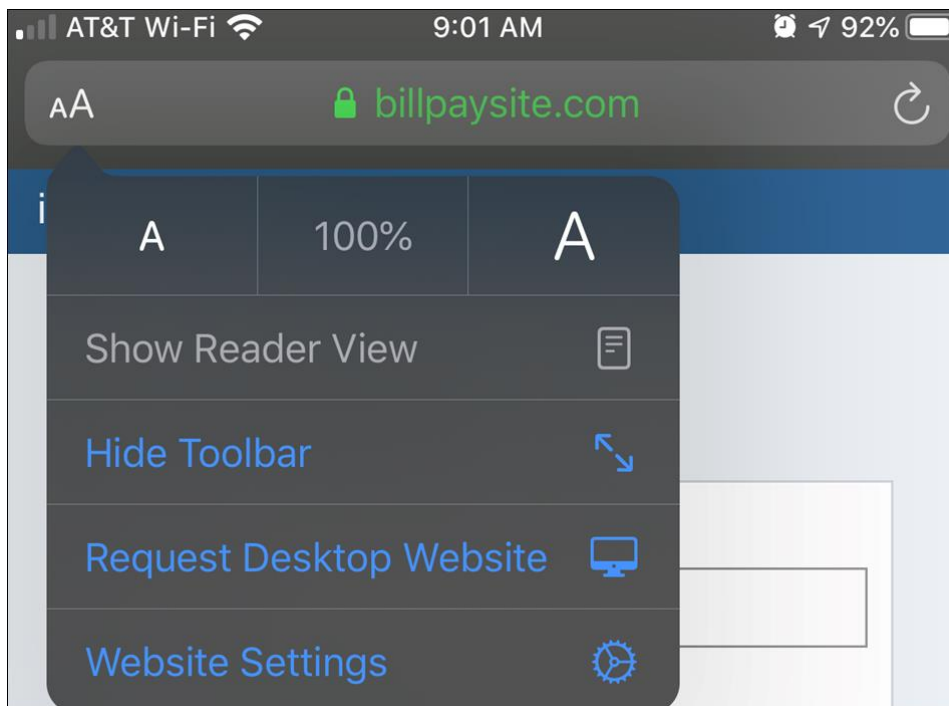 AT&T Wi-Fi 9:01 AM 92%
AA billpaysite.com
i
A 100% A
Show Reader View
Hide Toolbar
Request Desktop Website
Website Settings